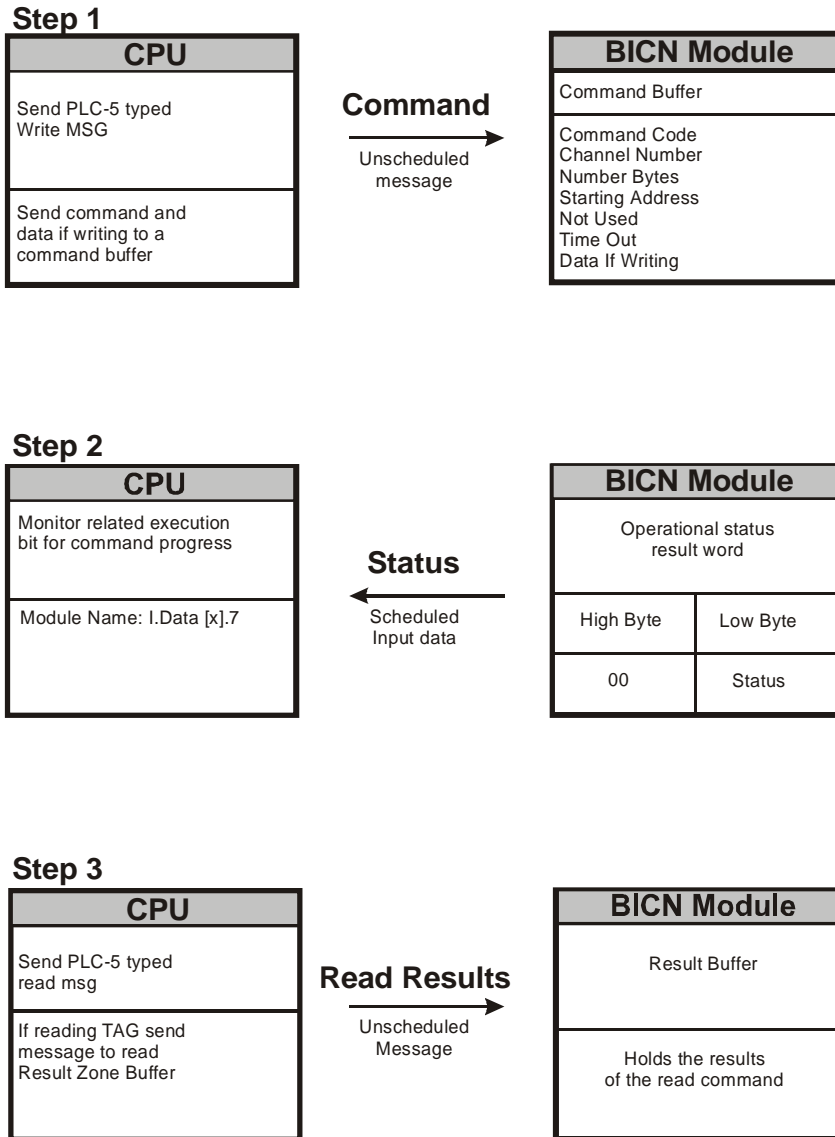 Step 1
CPU
Send PLC-5 typed
Write MSG
Send command and
data if writing to a
command buffer
Command
Unscheduled
message
BICN Module
Command Buffer
Command Code
Channel Number
Number Bytes
Starting Address
Not Used
Time Out
Data If Writing
Step 2
CPU
Monitor related execution
bit for command progress
Module Name: I.Data [x].7
Status
Scheduled
Input data
BICN Module
Operational status
result word
High Byte Low Byte
00 Status
Step 3
CPU
Send PLC-5 typed
read msg
If reading TAG send
message to read
Result Zone Buffer
Read Results
Unscheduled
Message
BICN Module
Result Buffer
Holds the results
of the read command